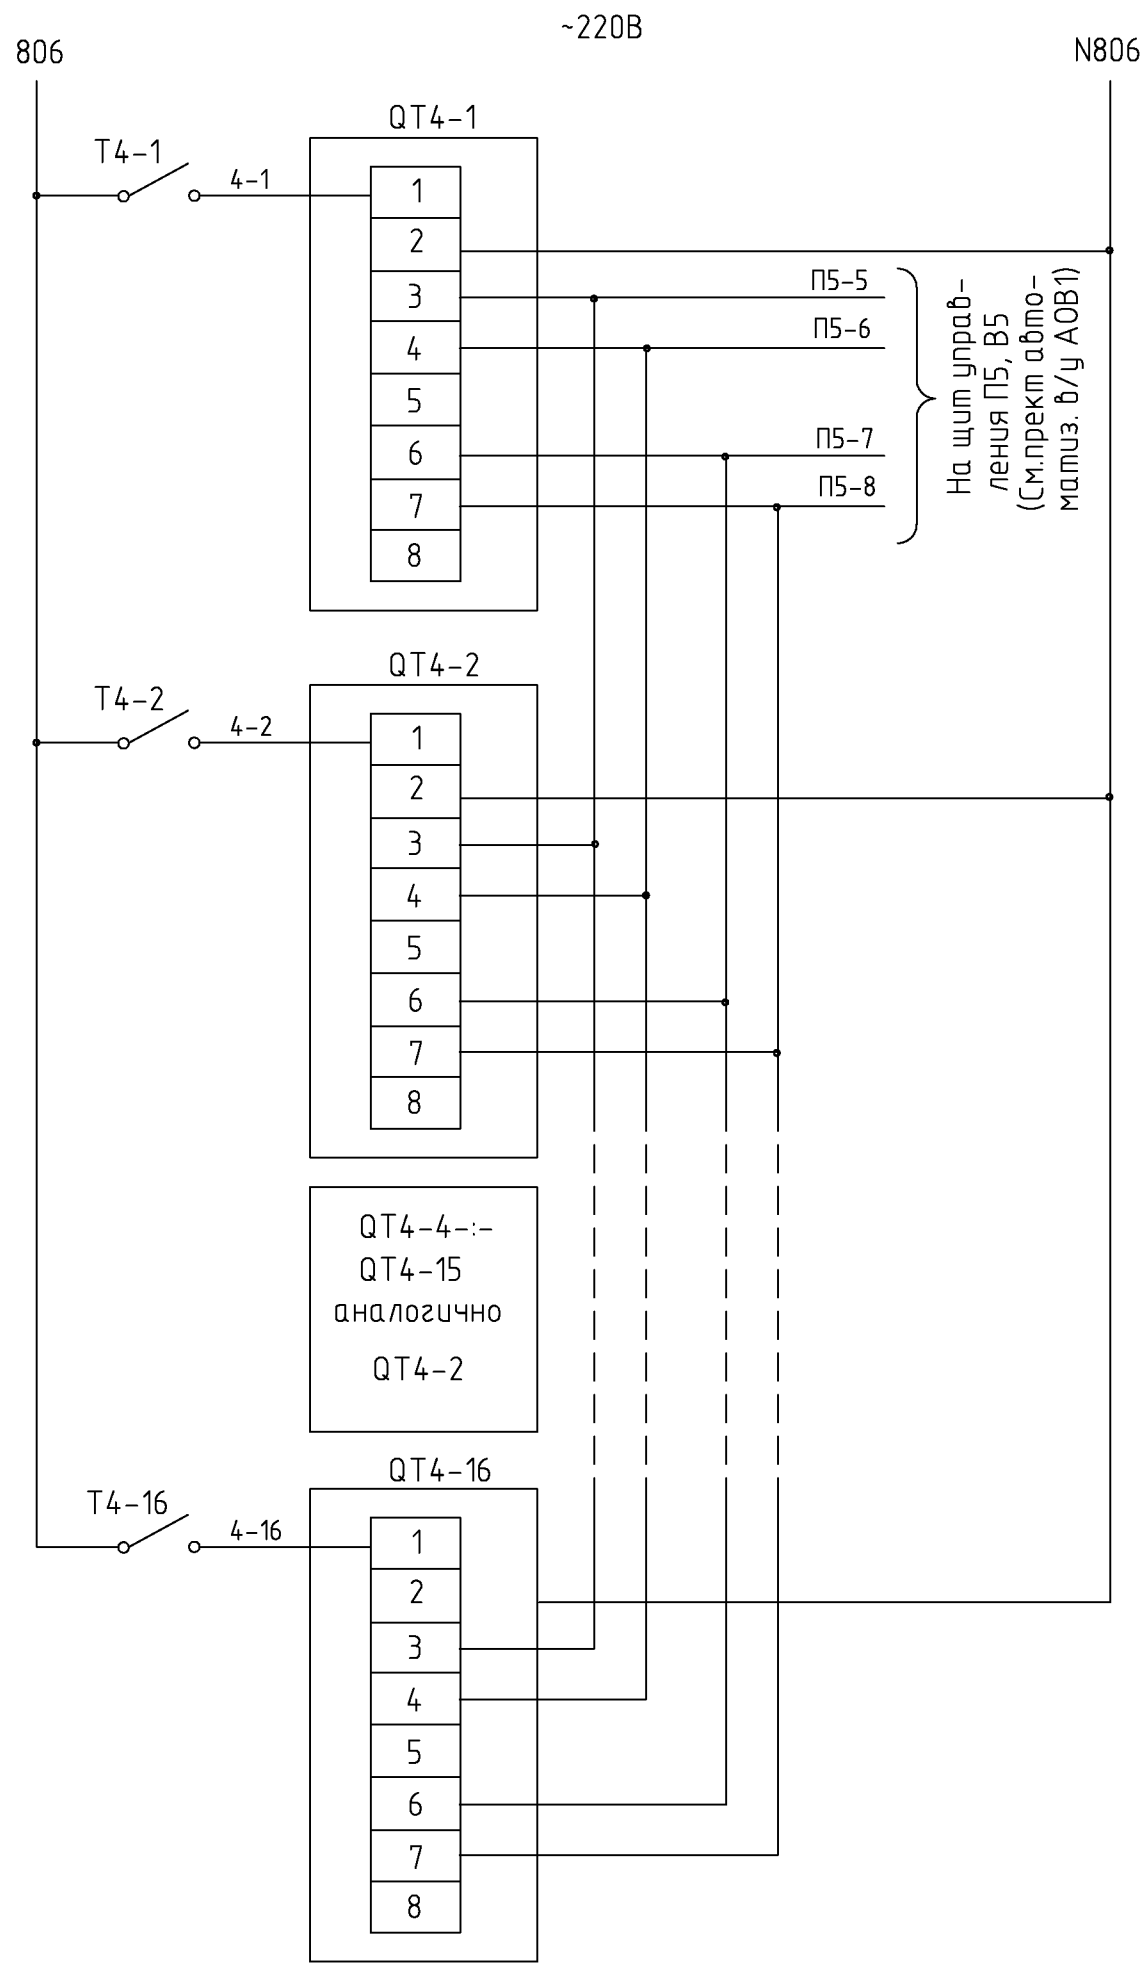 ~220В
806
N806
QT4-1
T4-1
4-1
1
2
3
4
5
6
7
8
П5-5
П5-6
П5-7
П5-8
На щит управ-
ления П5, В5
(См.прект авто-
матиз. в/у АОВ1)
QT4-2
T4-2
4-2
1
2
3
4
5
6
7
8
QT4-4-:-
QT4-15
аналогично
QT4-2
QT4-16
T4-16
4-16
1
2
3
4
5
6
7
8